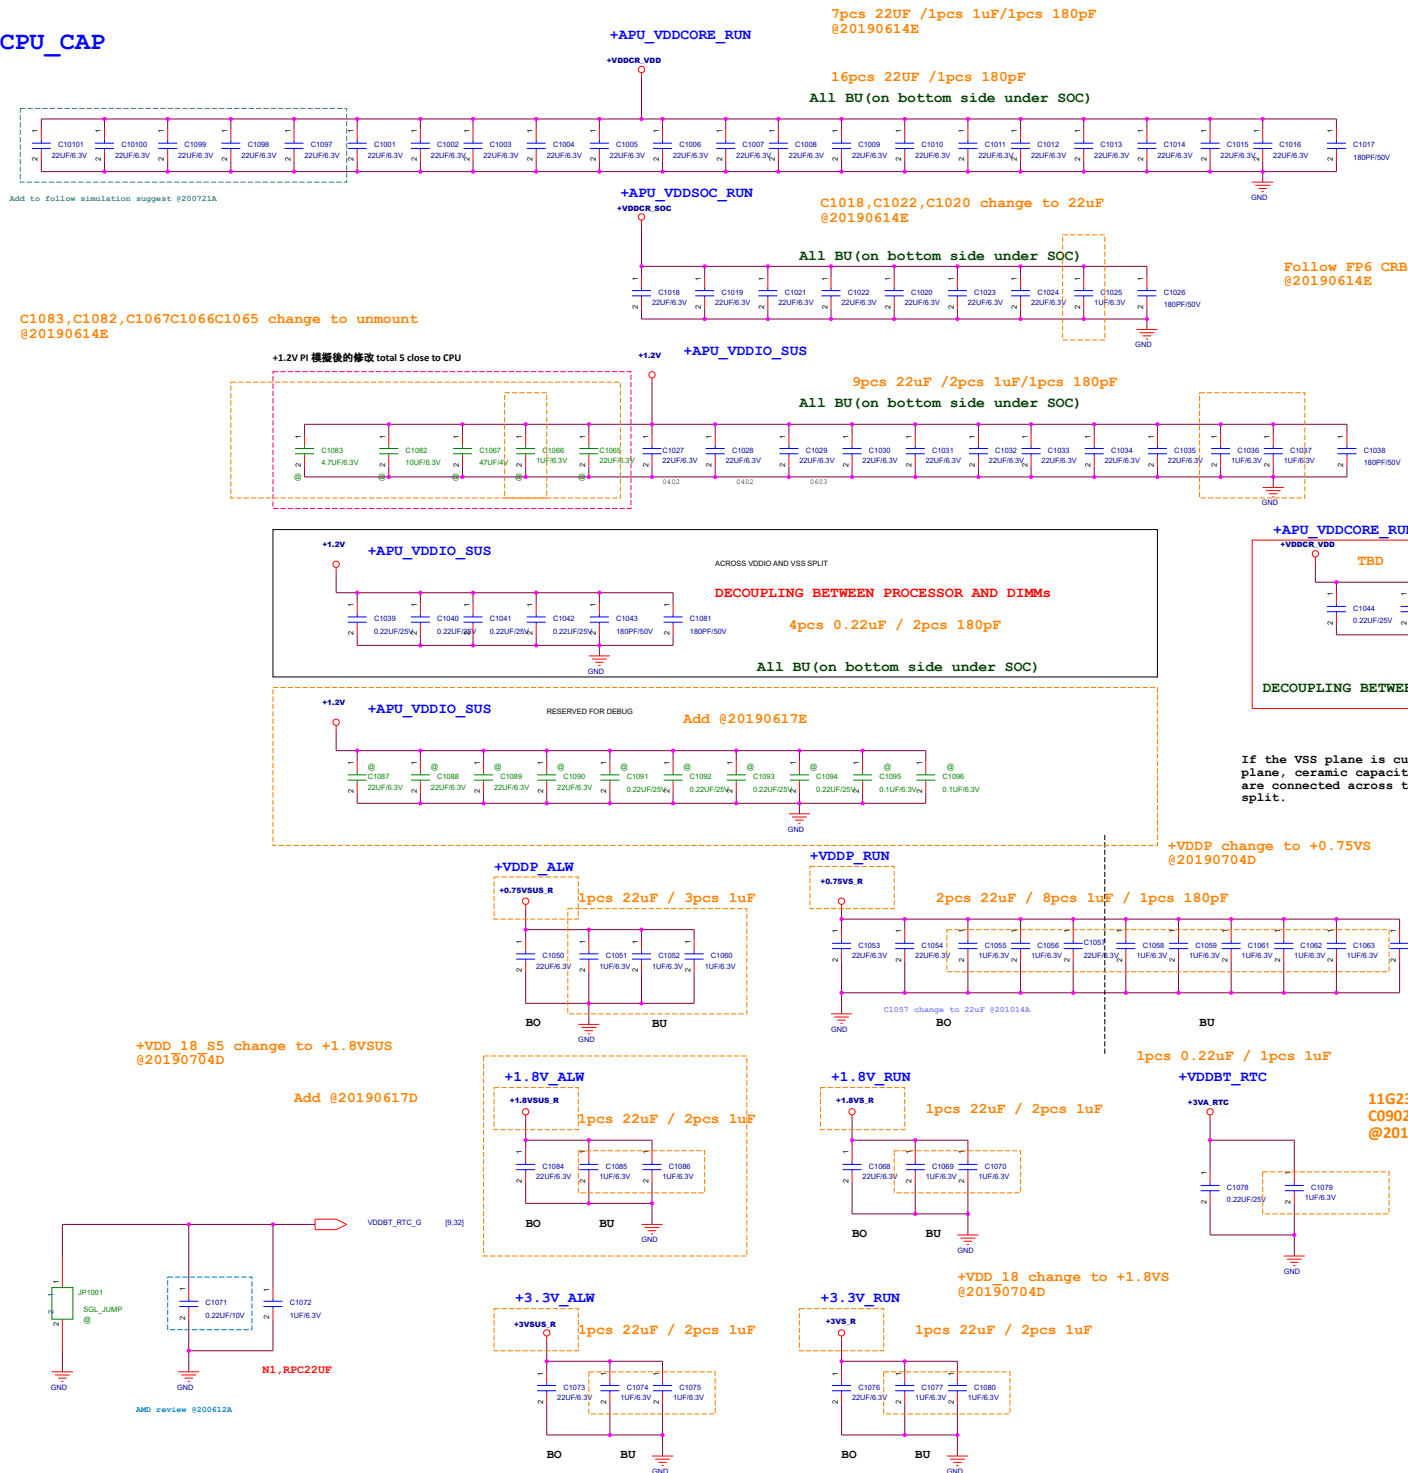 CPU_CAP
7pcs 22UF /1pcs 1uF/1pcs 180pF
@20190614E
+APU_VDDCORE_RUN
+VDDCR_VDD
16pcs 22UF /1pcs 180pF
All BU(on bottom side under SOC)
C10101 C10100 C1099 C1098 C1097 C1001 C1002 C1003 C1004 C1005 C1006 C1007 C1008 C1009 C1010 C1011 C1012 C1013 C1014 C1015 C1016 C1017
22UF/6.3V 22UF/6.3V 22UF/6.3V 22UF/6.3V 22UF/6.3V 22UF/6.3V 22UF/6.3V 22UF/6.3V 22UF/6.3V 22UF/6.3V 22UF/6.3V 22UF/6.3V 22UF/6.3V 22UF/6.3V 22UF/6.3V 22UF/6.3V 22UF/6.3V 22UF/6.3V 22UF/6.3V 22UF/6.3V 22UF/6.3V 180PF/50V
Add to follow simulation suggest @200721A
GND
+APU_VDDSOC_RUN
+VDDCR_SOC
C1018,C1022,C1020 change to 22uF
@20190614E
All BU(on bottom side under SOC)
Follow FP6 CRB
@20190614E
C1018 C1019 C1021 C1022 C1020 C1023 C1024 C1025 C1026
22UF/6.3V 22UF/6.3V 22UF/6.3V 22UF/6.3V 22UF/6.3V 22UF/6.3V 22UF/6.3V 1UF/6.3V 180PF/50V
GND
C1083,C1082,C1067C1066C1065 change to unmount
@20190614E
+1.2V PI 模擬後的修改 total 5 close to CPU
+1.2V
+APU_VDDIO_SUS
9pcs 22uF /2pcs 1uF/1pcs 180pF
All BU(on bottom side under SOC)
C1083 C1082 C1067 C1066 C1065 C1027 C1028 C1029 C1030 C1031 C1032 C1033 C1034 C1035 C1036 C1037 C1038
4.7UF/6.3V 10UF/6.3V 47UF/4V 1UF/6.3V 22UF/6.3V 22UF/6.3V 22UF/6.3V 22UF/6.3V 22UF/6.3V 22UF/6.3V 22UF/6.3V 22UF/6.3V 22UF/6.3V 22UF/6.3V 1UF/6.3V 1UF/6.3V 180PF/50V
@ @ @ @ @ 0402 0402 0603
GND
+1.2V
+APU_VDDIO_SUS
ACROSS VDDIO AND VSS SPLIT
DECOUPLING BETWEEN PROCESSOR AND DIMMs
4pcs 0.22uF / 2pcs 180pF
C1039 C1040 C1041 C1042 C1043 C1081
0.22UF/25V 0.22UF/25V 0.22UF/25V 0.22UF/25V 180PF/50V 180PF/50V
GND
All BU(on bottom side under SOC)
+APU_VDDCORE_RU
+VDDCR_VDD
TBD
C1044
0.22UF/25V
DECOUPLING BETWEE
+1.2V
+APU_VDDIO_SUS
RESERVED FOR DEBUG
Add @20190617E
@ @ @ @ @ @ @ @ @ @
C1087 C1088 C1089 C1090 C1091 C1092 C1093 C1094 C1095 C1096
22UF/6.3V 22UF/6.3V 22UF/6.3V 22UF/6.3V 0.22UF/25V 0.22UF/25V 0.22UF/25V 0.22UF/25V 0.1UF/6.3V 0.1UF/6.3V
GND
If the VSS plane is cu
plane, ceramic capacit
are connected across t
split.
+VDDP_ALW
+0.75VSUS_R
1pcs 22uF / 3pcs 1uF
C1050 C1051 C1052 C1060
22UF/6.3V 1UF/6.3V 1UF/6.3V 1UF/6.3V
GND
BO BU
+VDDP_RUN
+0.75VS_R
+VDDP change to +0.75VS
@20190704D
2pcs 22uF / 8pcs 1uF / 1pcs 180pF
C1053 C1054 C1055 C1056 C1057 C1058 C1059 C1061 C1062 C1063
22UF/6.3V 22UF/6.3V 1UF/6.3V 1UF/6.3V 22UF/6.3V 1UF/6.3V 1UF/6.3V 1UF/6.3V 1UF/6.3V 1UF/6.3V
C1057 change to 22uF @201014A
GND
BO BU
+VDD_18_S5 change to +1.8VSUS
@20190704D
Add @20190617D
+1.8V_ALW
+1.8VSUS_R
1pcs 22uF / 2pcs 1uF
C1084 C1085 C1086
22UF/6.3V 1UF/6.3V 1UF/6.3V
BO BU
GND
+1.8V_RUN
+1.8VS_R
1pcs 22uF / 2pcs 1uF
C1068 C1069 C1070
22UF/6.3V 1UF/6.3V 1UF/6.3V
BO BU
GND
1pcs 0.22uF / 1pcs 1uF
+VDDBT_RTC
+3VA_RTC
C1078 C1079
0.22UF/25V 1UF/6.3V
GND
11G23
C0902
@201
VDDBT_RTC_G [9,32]
JP1001
SGL_JUMP
@
C1071 C1072
0.22UF/10V 1UF/6.3V
GND GND
N1,RPC22UF
AMD review @200612A
+3.3V_ALW
+3VSUS_R
1pcs 22uF / 2pcs 1uF
C1073 C1074 C1075
22UF/6.3V 1UF/6.3V 1UF/6.3V
BO BU
GND
+VDD_18 change to +1.8VS
@20190704D
+3.3V_RUN
+3VS_R
1pcs 22uF / 2pcs 1uF
C1076 C1077 C1080
22UF/6.3V 1UF/6.3V 1UF/6.3V
BO BU
GND